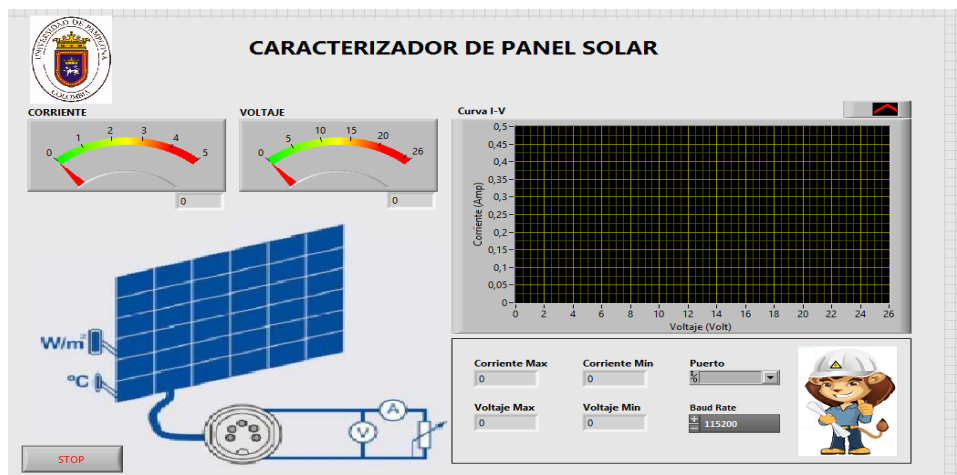 UNIVERSIDAD DE PAMPLONA
COLOMBIA
CARACTERIZADOR DE PANEL SOLAR
CORRIENTE
0 1 2 3 4 5
0
VOLTAJE
0 5 10 15 20 26
0
Curva I-V
0,5
0,45
0,4
0,35
0,3
0,25
0,2
0,15
0,1
0,05
0
Corriente (Amp)
0 2 4 6 8 10 12 14 16 18 20 22 24 26
Voltaje (Volt)
W/m²
ºC
A
V
STOP
Corriente Max
0
Corriente Min
0
Puerto
Voltaje Max
0
Voltaje Min
0
Baud Rate
115200